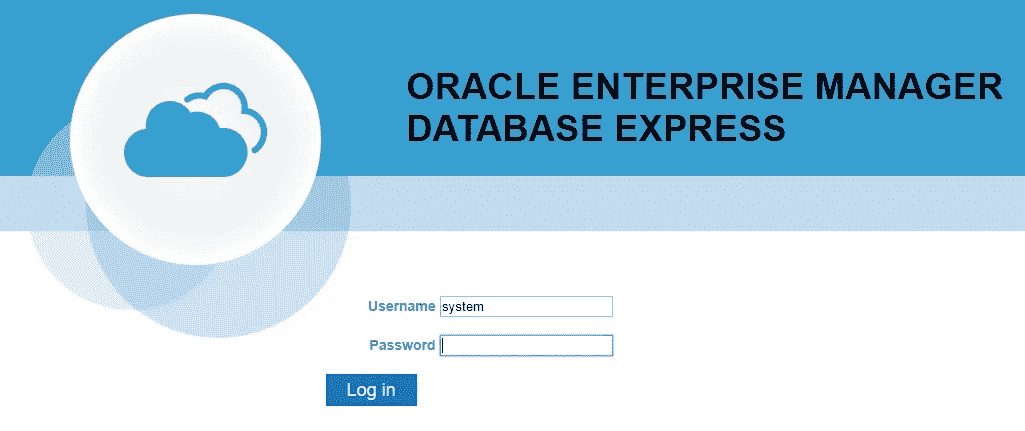 ORACLE ENTERPRISE MANAGER
DATABASE EXPRESS
Username system
Password
Log in